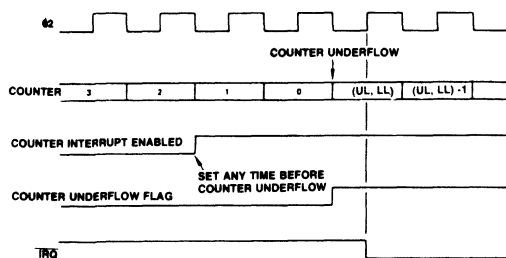 ϕ2
COUNTER UNDERFLOW
COUNTER
3 2 1 0 (UL, LL) (UL, LL) -1
COUNTER INTERRUPT ENABLED
SET ANY TIME BEFORE
COUNTER UNDERFLOW
COUNTER UNDERFLOW FLAG
IRQ